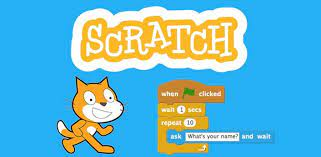 SCRATCH
when clicked
wait 1 secs
repeat 10
ask What's your name? and wait